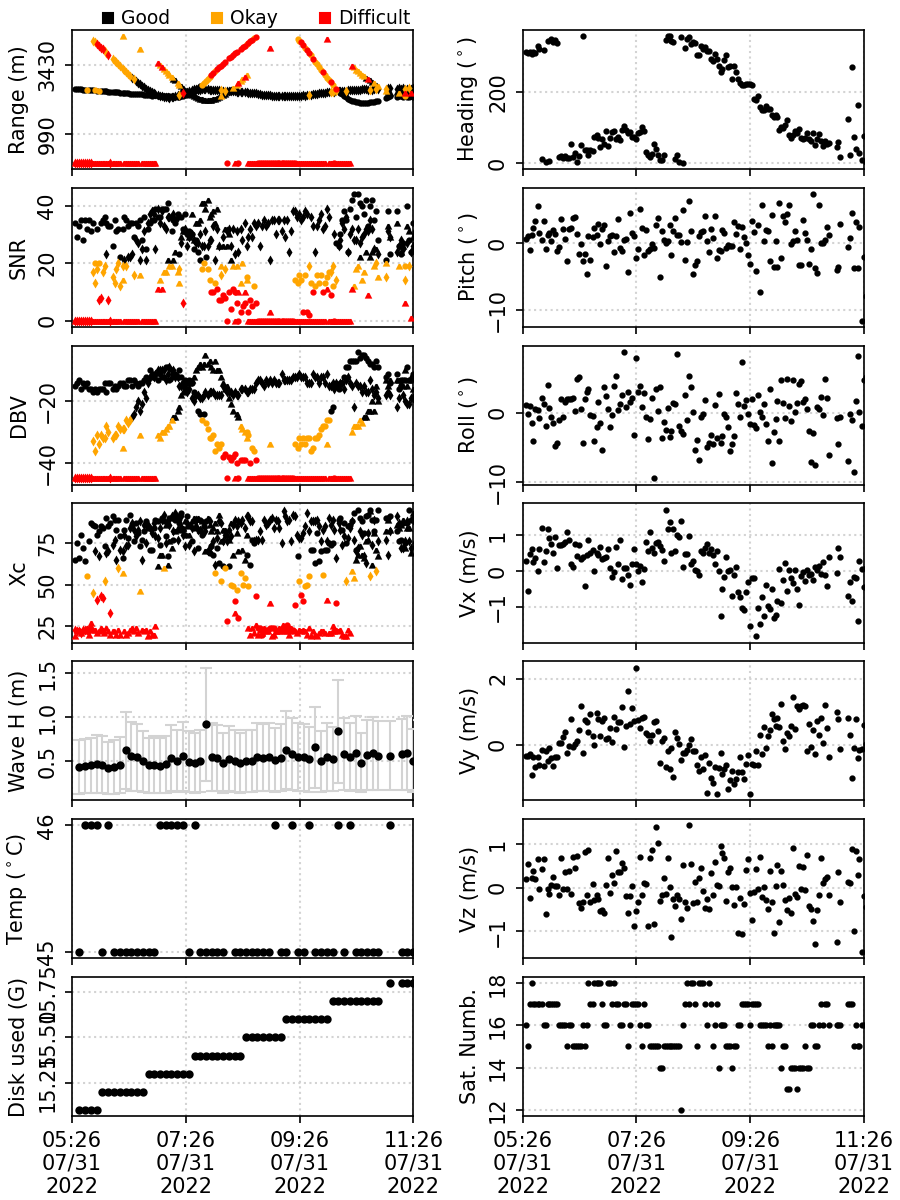 Good Okay Difficult
Range (m)
3430
990
Heading (°)
200
0
SNR
40
20
0
Pitch (°)
0
−10
DBV
−20
−40
Roll (°)
0
−10
Xc
75
50
25
Vx (m/s)
1
0
−1
Wave H (m)
1.5
1.0
0.5
Vy (m/s)
2
0
Temp (°C)
46
45
Vz (m/s)
1
0
−1
Disk used (G)
15.75
15.50
15.25
Sat. Numb.
18
16
14
12
05:26 07:26 09:26 11:26
07/31 07/31 07/31 07/31
2022 2022 2022 2022
05:26 07:26 09:26 11:26
07/31 07/31 07/31 07/31
2022 2022 2022 2022